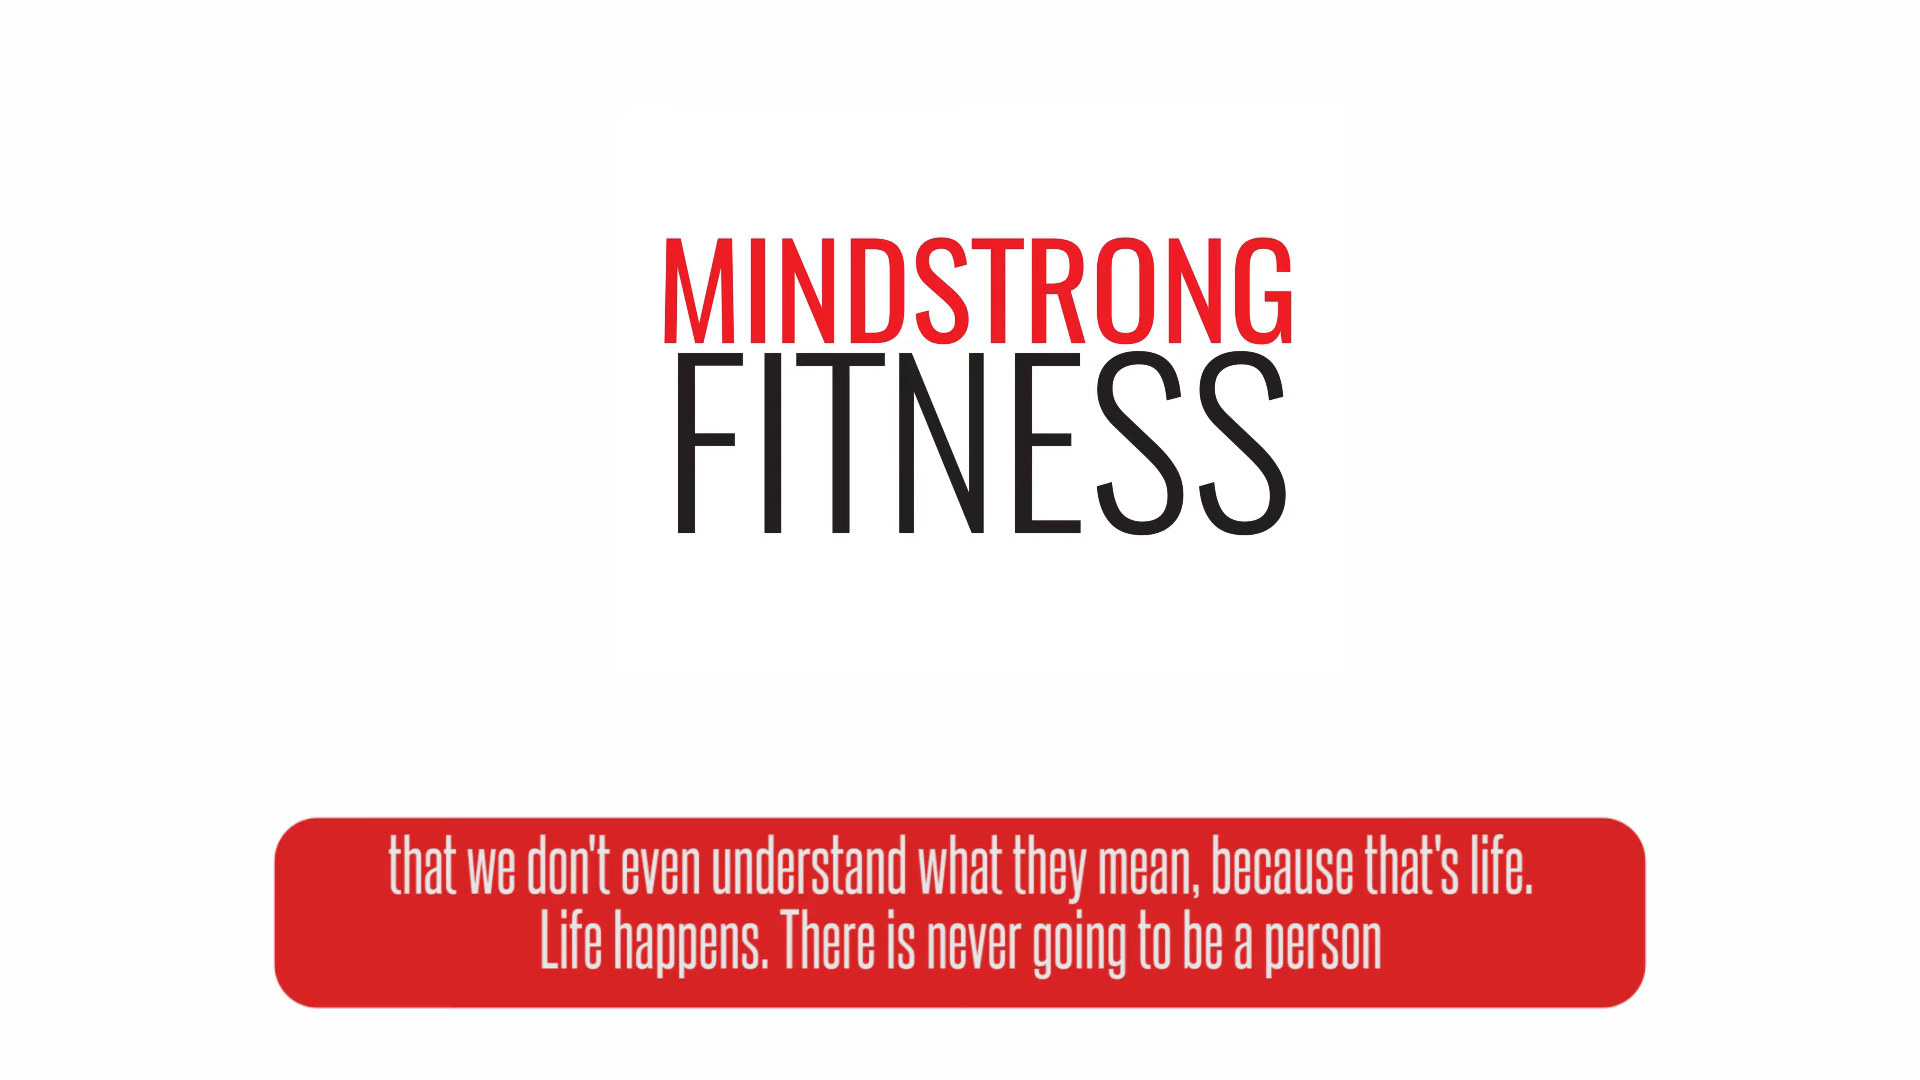 MINDSTRONG
FITNESS
that we don't even understand what they mean, because that's life.
Life happens. There is never going to be a person